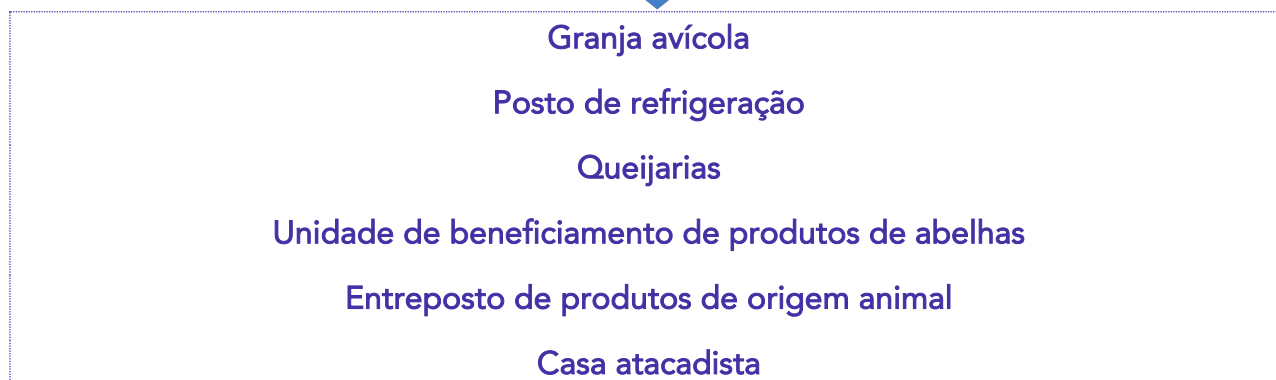 Granja avícola
Posto de refrigeração
Queijarias
Unidade de beneficiamento de produtos de abelhas
Entreposto de produtos de origem animal
Casa atacadista